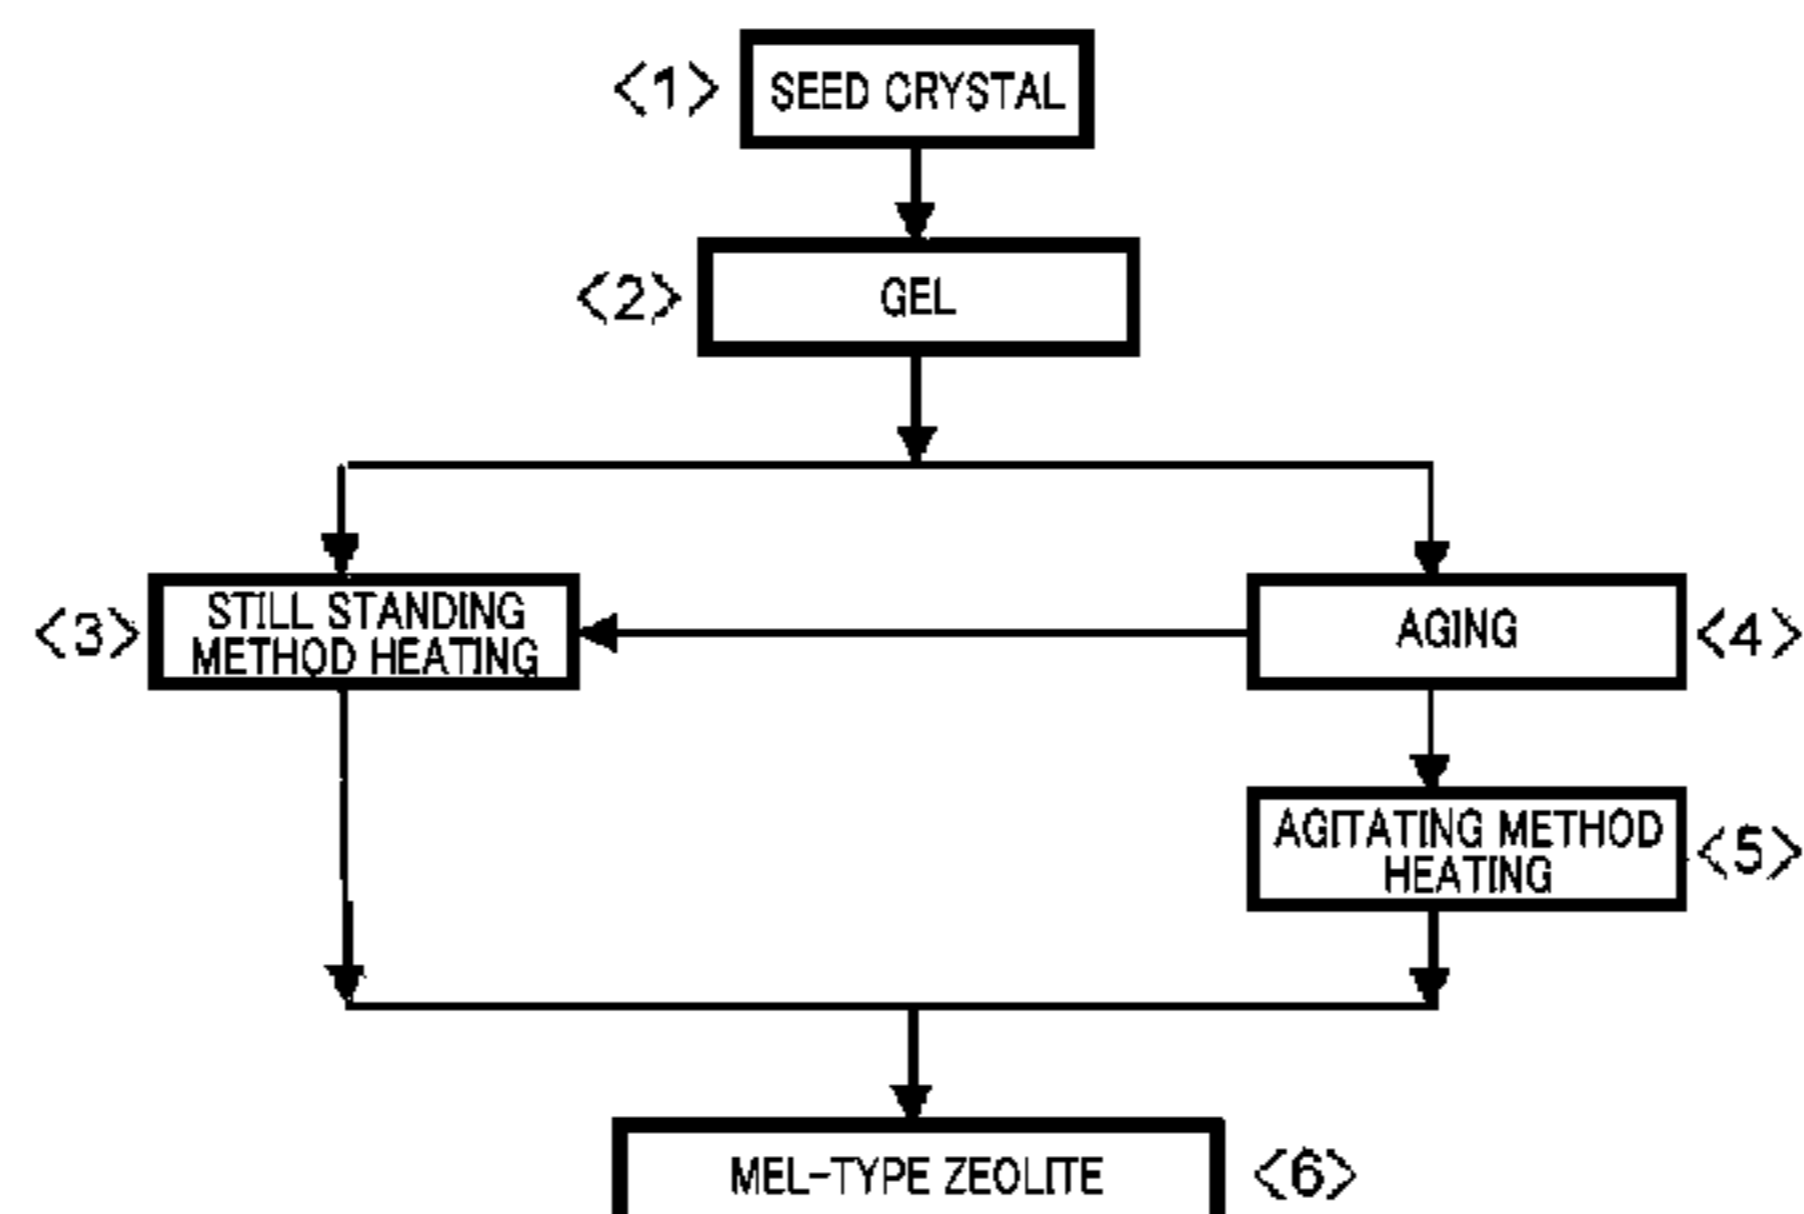 <1> SEED CRYSTAL
<2> GEL
<3> STILL STANDING
METHOD HEATING
AGING <4>
AGITATING METHOD
HEATING <5>
MEL-TYPE ZEOLITE <6>